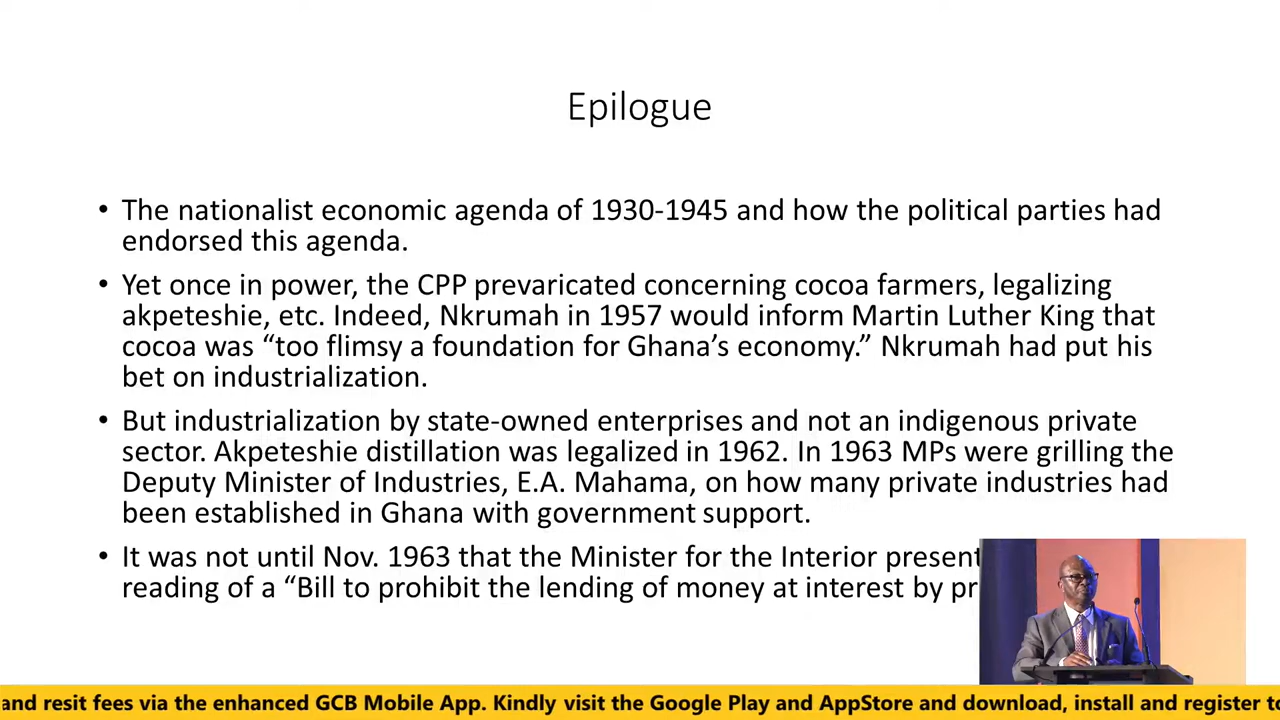 Epilogue
• The nationalist economic agenda of 1930-1945 and how the political parties had
endorsed this agenda.
• Yet once in power, the CPP prevaricated concerning cocoa farmers, legalizing
akpeteshie, etc. Indeed, Nkrumah in 1957 would inform Martin Luther King that
cocoa was “too flimsy a foundation for Ghana’s economy.” Nkrumah had put his
bet on industrialization.
• But industrialization by state-owned enterprises and not an indigenous private
sector. Akpeteshie distillation was legalized in 1962. In 1963 MPs were grilling the
Deputy Minister of Industries, E.A. Mahama, on how many private industries had
been established in Ghana with government support.
• It was not until Nov. 1963 that the Minister for the Interior present
reading of a “Bill to prohibit the lending of money at interest by pr
and resit fees via the enhanced GCB Mobile App. Kindly visit the Google Play and AppStore and download, install and register to